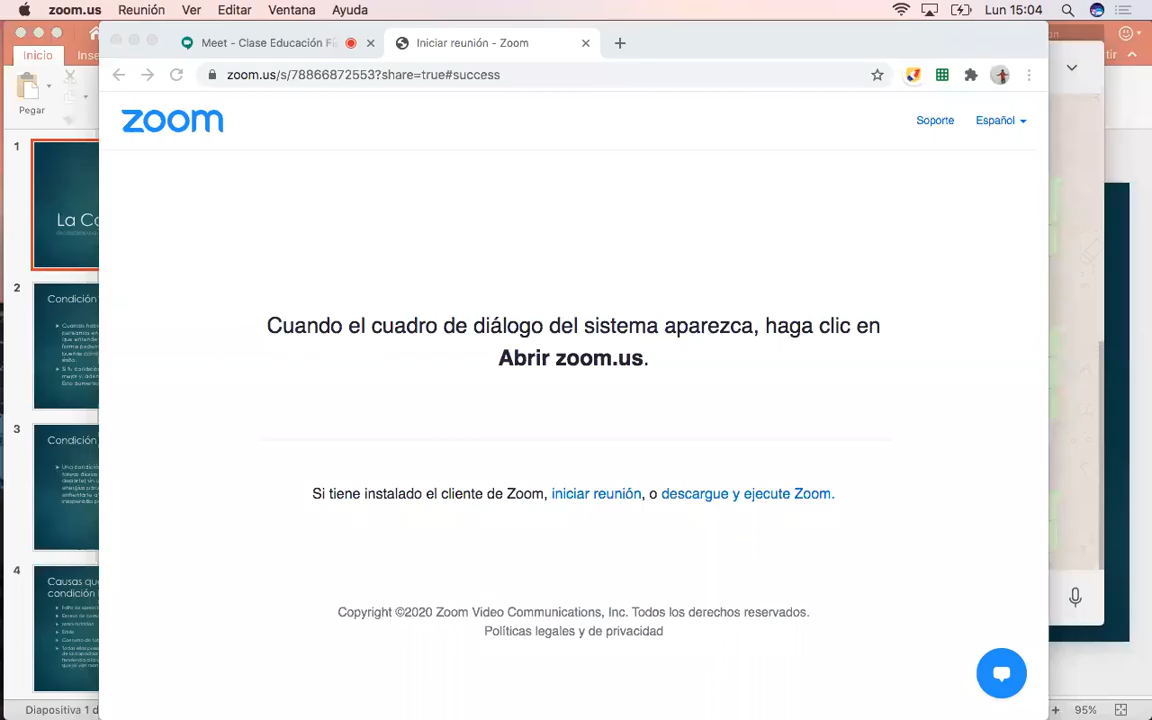 zoom.us Reunión Ver Editar Ventana Ayuda Lun 15:04
Inicio Inse
Pegar
Meet - Clase Educación Fí
Iniciar reunión - Zoom
zoom.us/s/78866872553?share=true#success
zoom
Soporte Español
Cuando el cuadro de diálogo del sistema aparezca, haga clic en
Abrir zoom.us.
Si tiene instalado el cliente de Zoom, iniciar reunión, o descargue y ejecute Zoom.
Copyright ©2020 Zoom Video Communications, Inc. Todos los derechos reservados.
Políticas legales y de privacidad
1
La Co
2
Condición
3
Condición
4
Causas que
condición
Diapositiva 1 d
95%